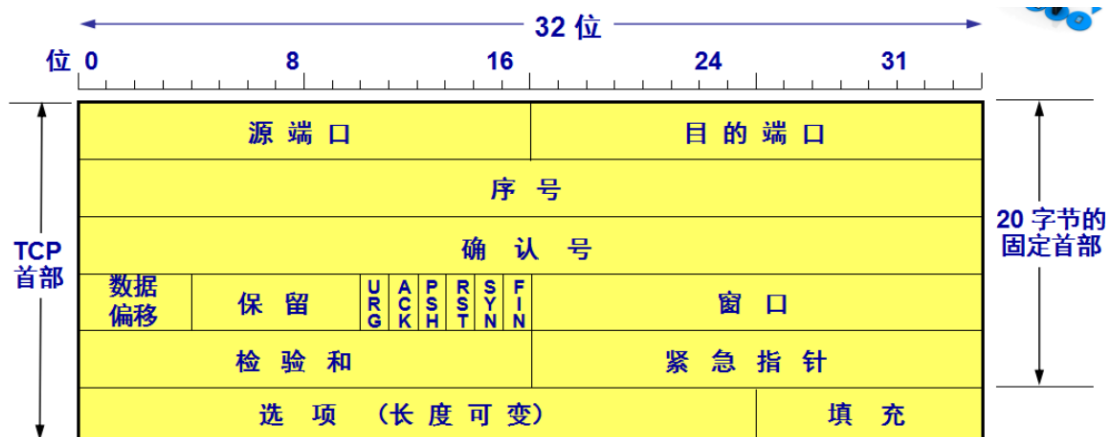 32 位
位 0 8 16 24 31
源 端 口 目 的 端 口
序 号
确 认 号
TCP
首部
20 字节的
固定首部
数据
偏移
保 留
URG
ACK
PSH
RST
SYN
FIN
窗 口
检 验 和 紧 急 指 针
选 项 (长 度 可 变) 填 充